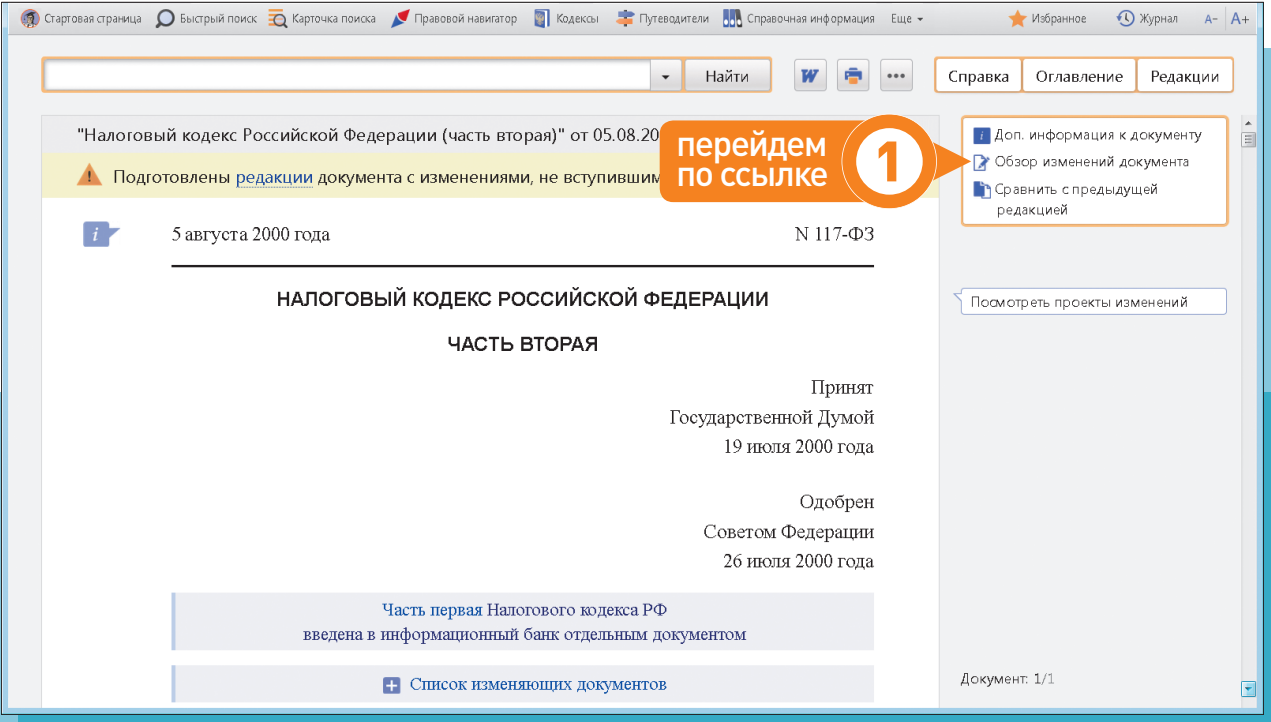 Стартовая страница Быстрый поиск Карточка поиска Правовой навигатор Кодексы Путеводители Справочная информация Еще Избранное Журнал A- A+
Найти W Справка Оглавление Редакции
"Налоговый кодекс Российской Федерации (часть вторая)" от 05.08.20
Подготовлены редакции документа с изменениями, не вступившим
перейдем
по ссылке
1
i Доп. информация к документу
Обзор изменений документа
Сравнить с предыдущей
редакцией
i 5 августа 2000 года N 117-ФЗ
НАЛОГОВЫЙ КОДЕКС РОССИЙСКОЙ ФЕДЕРАЦИИ
Посмотреть проекты изменений
ЧАСТЬ ВТОРАЯ
Принят
Государственной Думой
19 июля 2000 года
Одобрен
Советом Федерации
26 июля 2000 года
Часть первая Налогового кодекса РФ
введена в информационный банк отдельным документом
Список изменяющих документов
Документ: 1/1